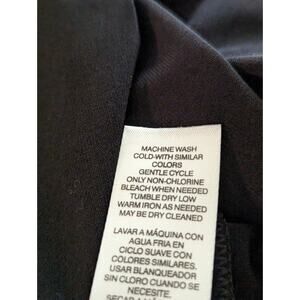 MACHINE WASH
COLD-WITH SIMILAR
COLORS
GENTLE CYCLE
ONLY NON-CHLORINE
BLEACH WHEN NEEDED
TUMBLE DRY LOW
WARM IRON AS NEEDED
MAY BE DRY CLEANED
LAVAR A MÁQUINA CON
AGUA FRIA EN
CICLO SUAVE CON
COLORES SIMILARES.
USAR BLANQUEADOR
SIN CLORO CUANDO SE
NECESITE.